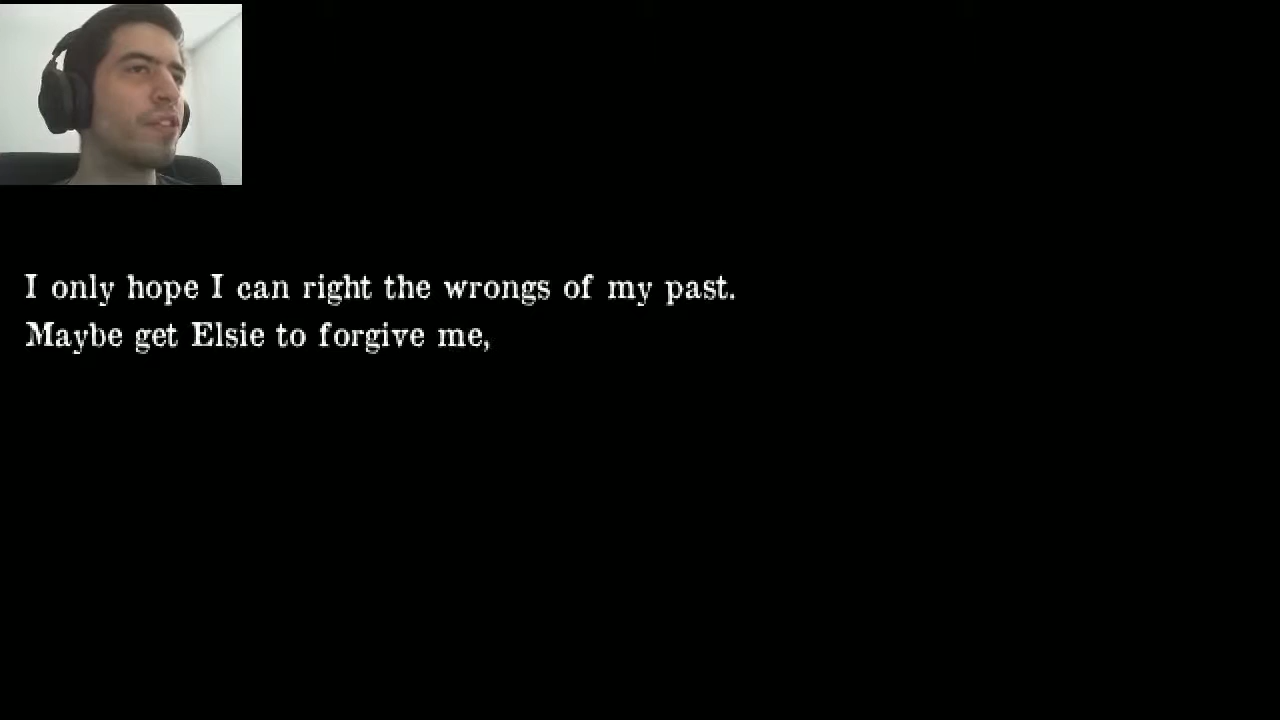 I only hope I can right the wrongs of my past.
Maybe get Elsie to forgive me,